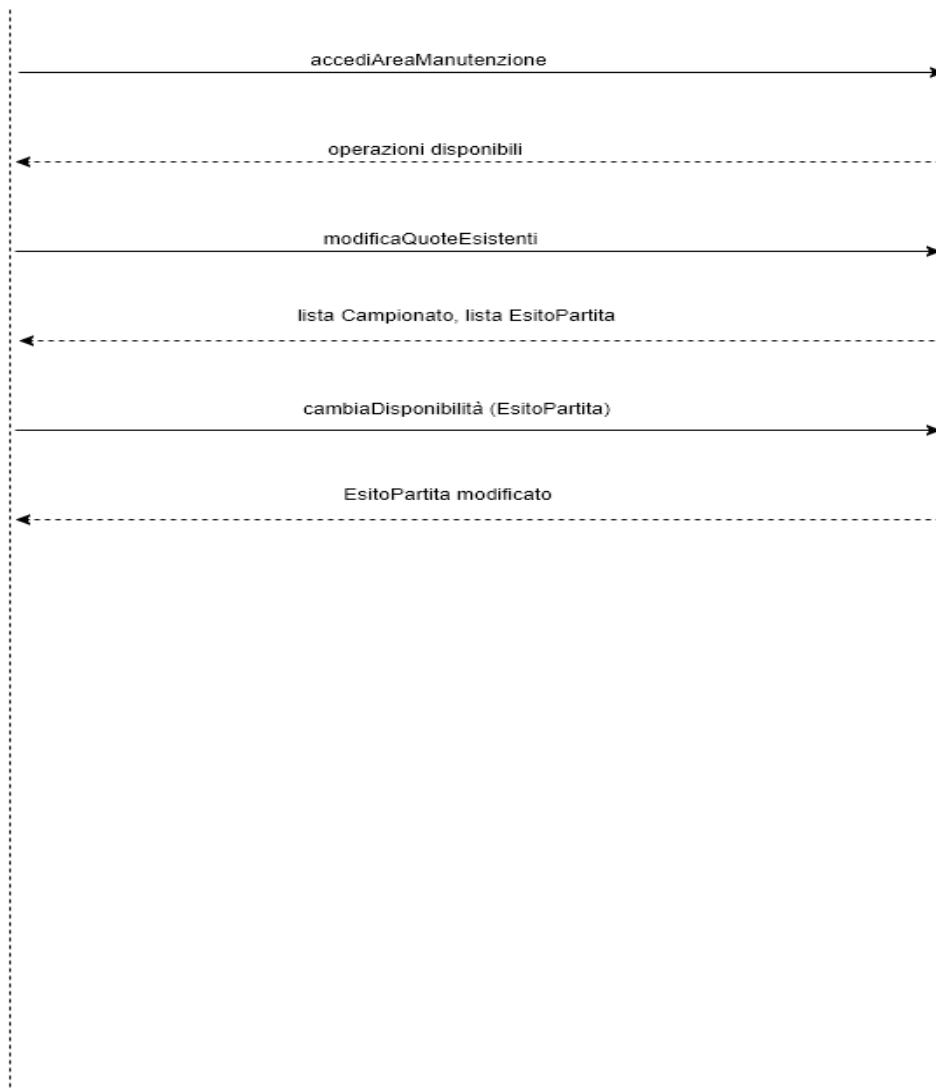 accediAreaManutenzione
operazioni disponibili
modificaQuoteEsistenti
lista Campionato, lista EsitoPartita
cambiaDisponibilità (EsitoPartita)
EsitoPartita modificato